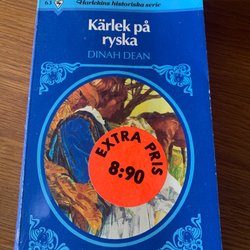 63
Harlekins historiska serie
Kärlek på
ryska
DINAH DEAN
EXTRA PRIS
8:90